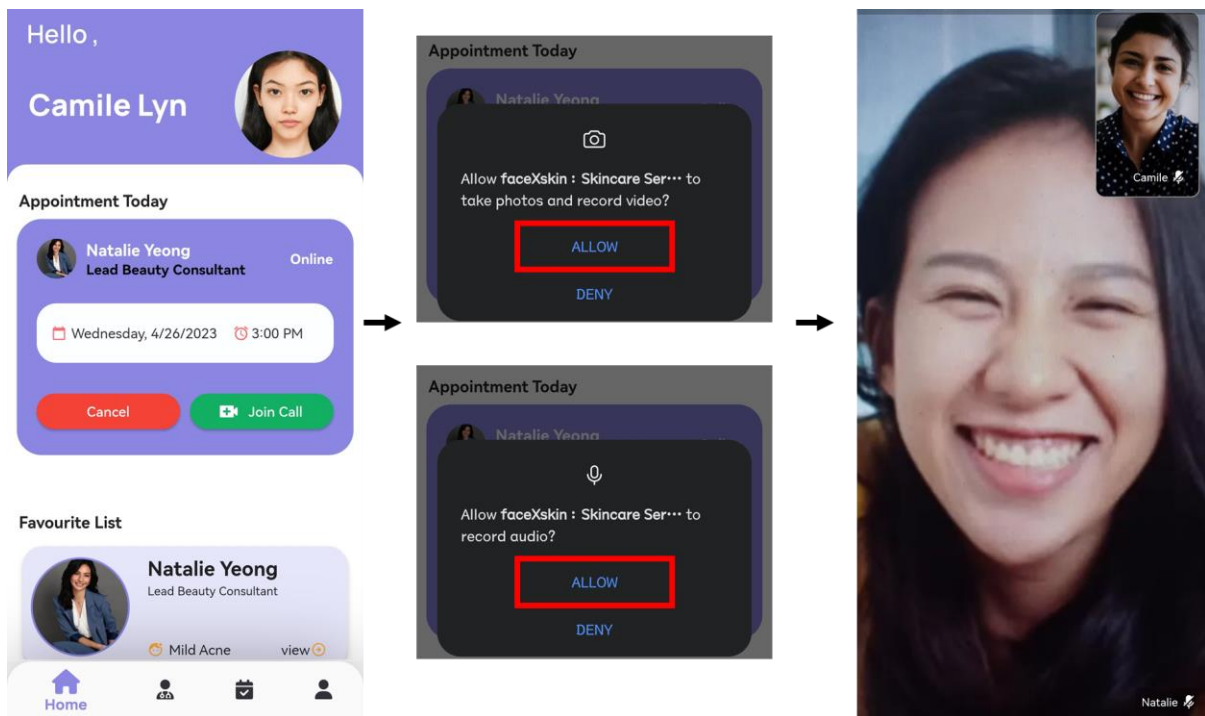 Hello ,
Camile Lyn
Appointment Today
Natalie Yeong
Lead Beauty Consultant
Online
Wednesday, 4/26/2023
3:00 PM
Cancel
Join Call
Favourite List
Natalie Yeong
Lead Beauty Consultant
Mild Acne
view
Home
Appointment Today
Natalie Yeong
Allow faceXskin : Skincare Ser··· to
take photos and record video?
ALLOW
DENY
Appointment Today
Natalie Yeong
Allow faceXskin : Skincare Ser··· to
record audio?
ALLOW
DENY
Camile
Natalie